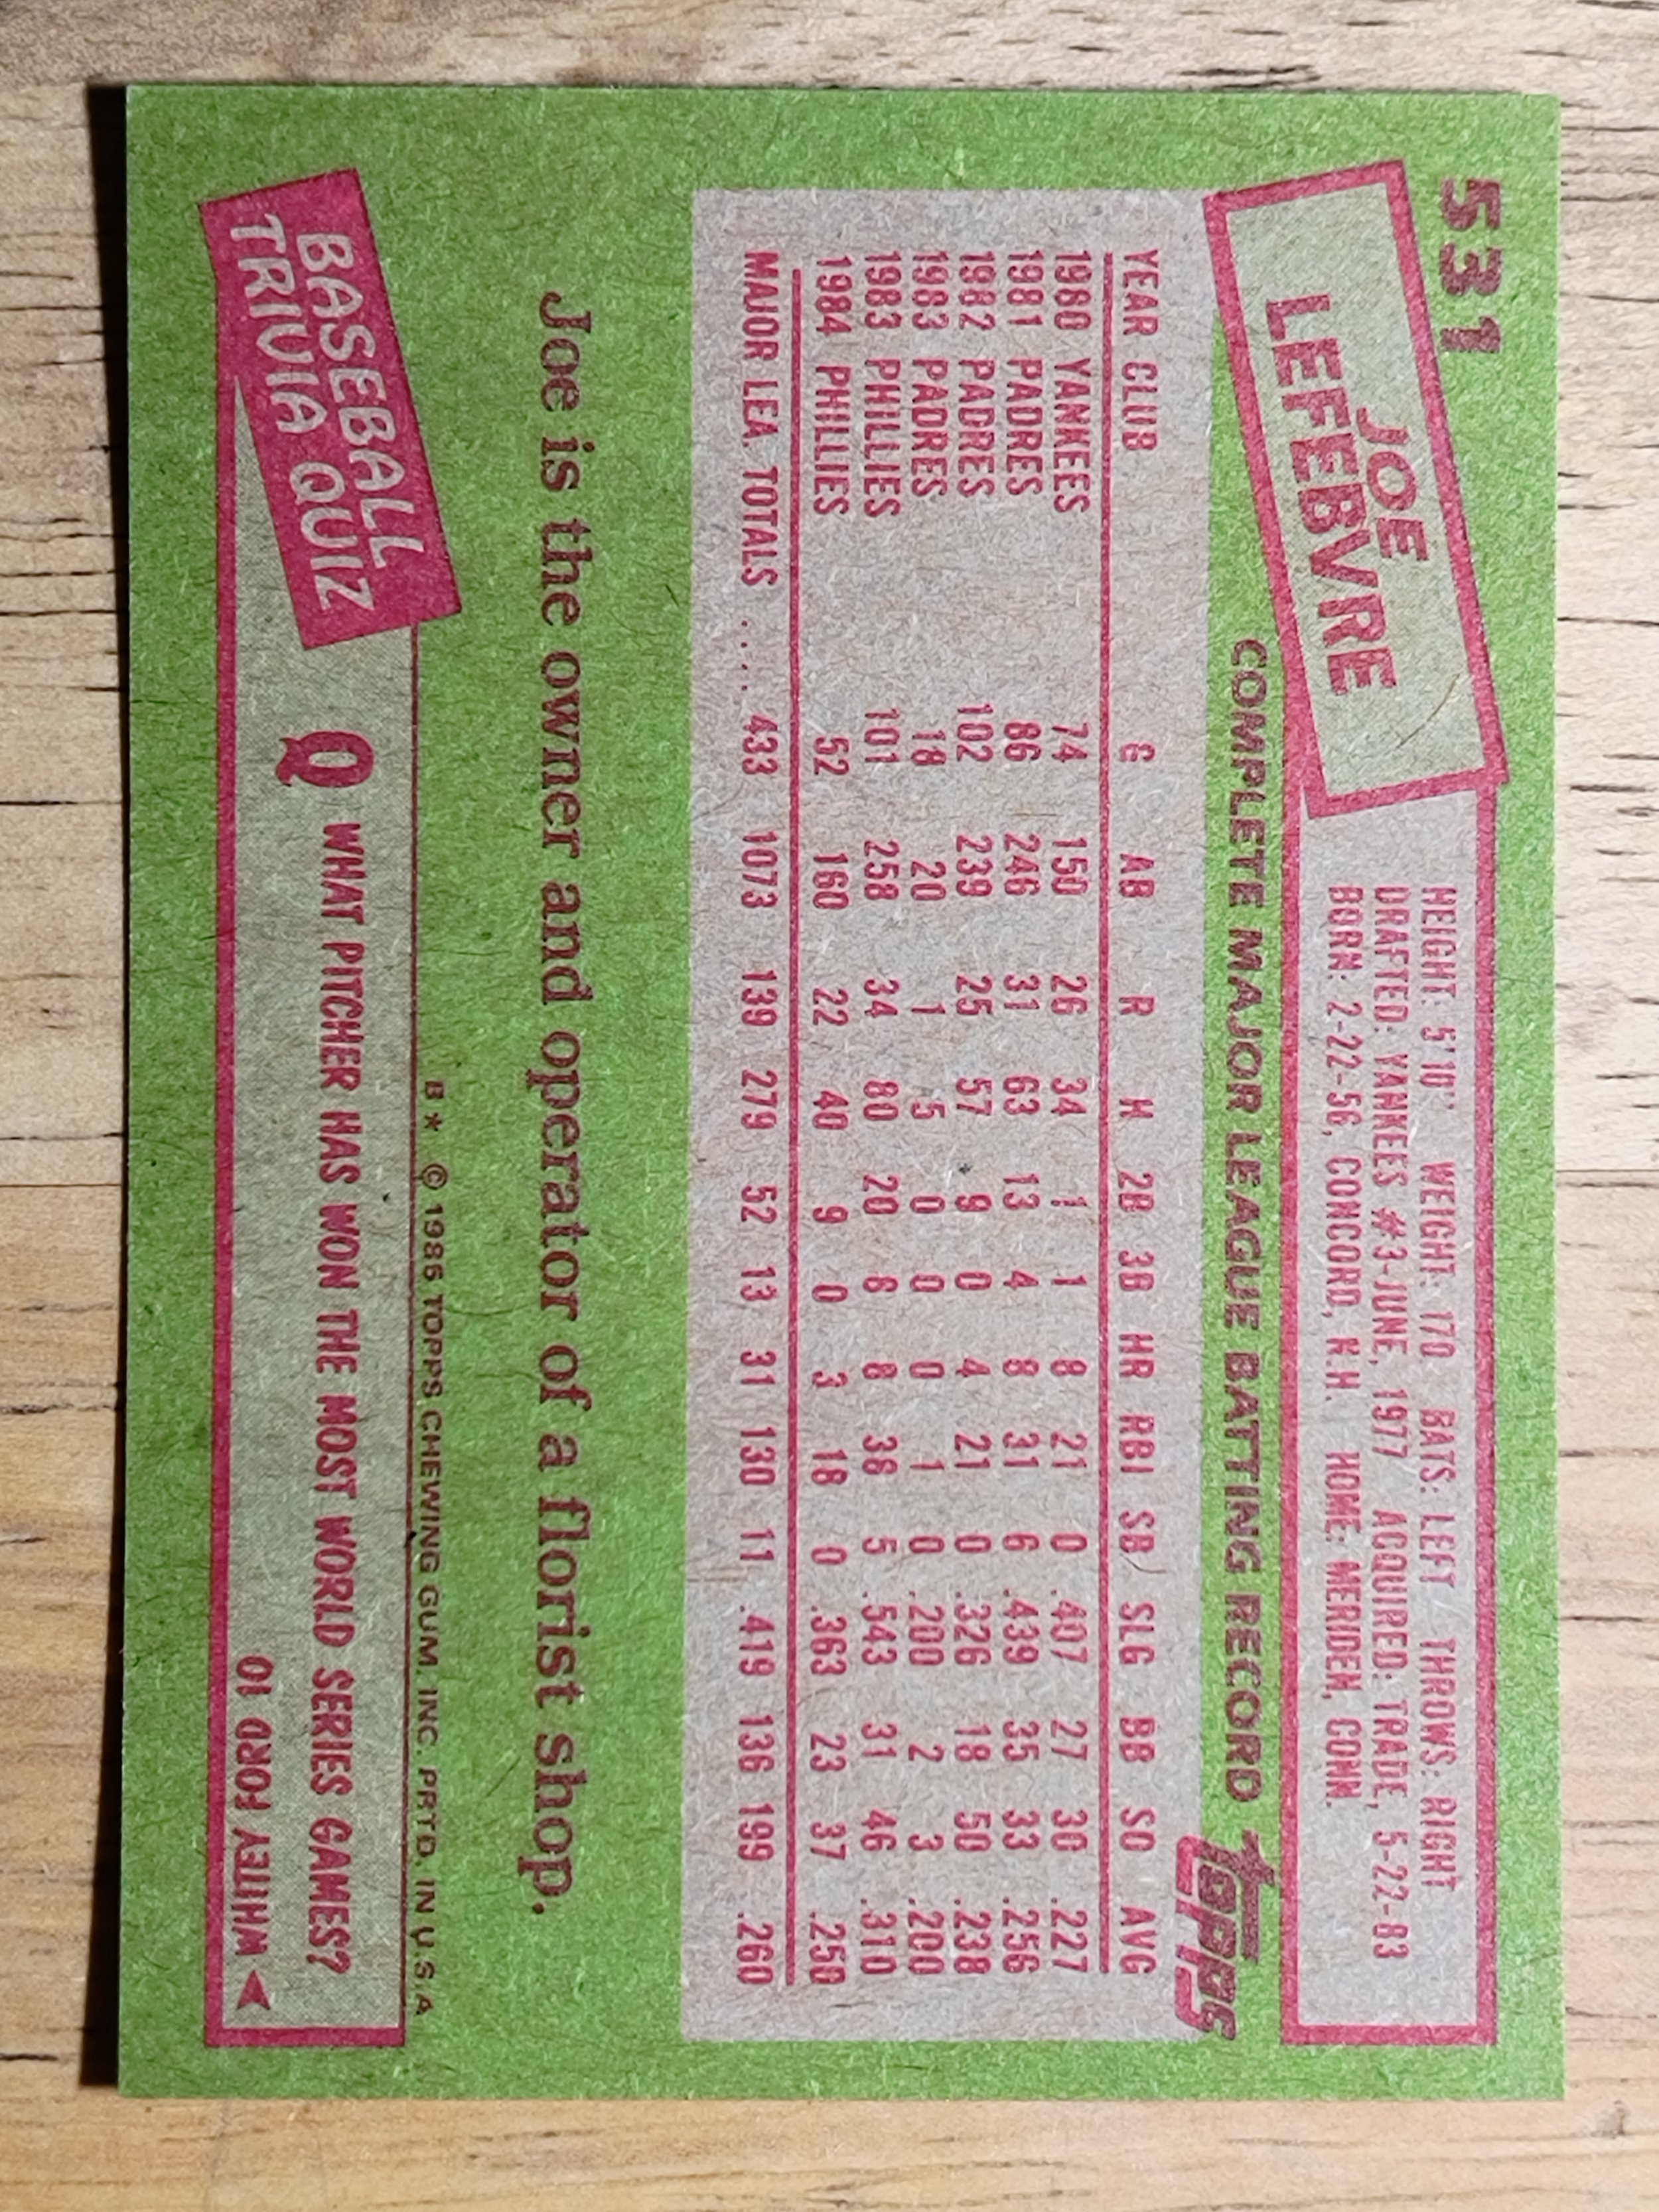 531
JOE
LEFEBVRE
HEIGHT: 5'10" WEIGHT: 170 BATS: LEFT THROWS: RIGHT
DRAFTED: YANKEES #3-JUNE, 1977 ACQUIRED: TRADE, 5-22-83
BORN: 2-22-56, CONCORD, N.H. HOME: MERIDEN, CONN.
COMPLETE MAJOR LEAGUE BATTING RECORD topps
YEAR CLUB G AB R H 2B 3B HR RBI SB SLG BB SO AVG
1980 YANKEES 74 150 26 34 1 1 8 21 0 .407 27 30 .227
1981 PADRES 86 246 31 63 13 4 8 31 6 .439 35 33 .256
1982 PADRES 102 239 25 57 9 0 4 21 0 .326 18 50 .238
1983 PADRES 18 20 1 5 0 0 0 1 0 .200 2 3 .200
1983 PHILLIES 101 258 34 80 20 6 8 38 5 .543 31 46 .310
1984 PHILLIES 52 160 22 40 9 0 3 18 0 .363 23 37 .250
MAJOR LEA. TOTALS .... 433 1073 139 279 52 13 31 130 11 .419 136 199 .260
Joe is the owner and operator of a florist shop.
B* © 1985 TOPPS CHEWING GUM, INC. PRTD. IN U.S.A.
BASEBALL
TRIVIA QUIZ
Q WHAT PITCHER HAS WON THE MOST WORLD SERIES GAMES?
WHITEY FORD 10